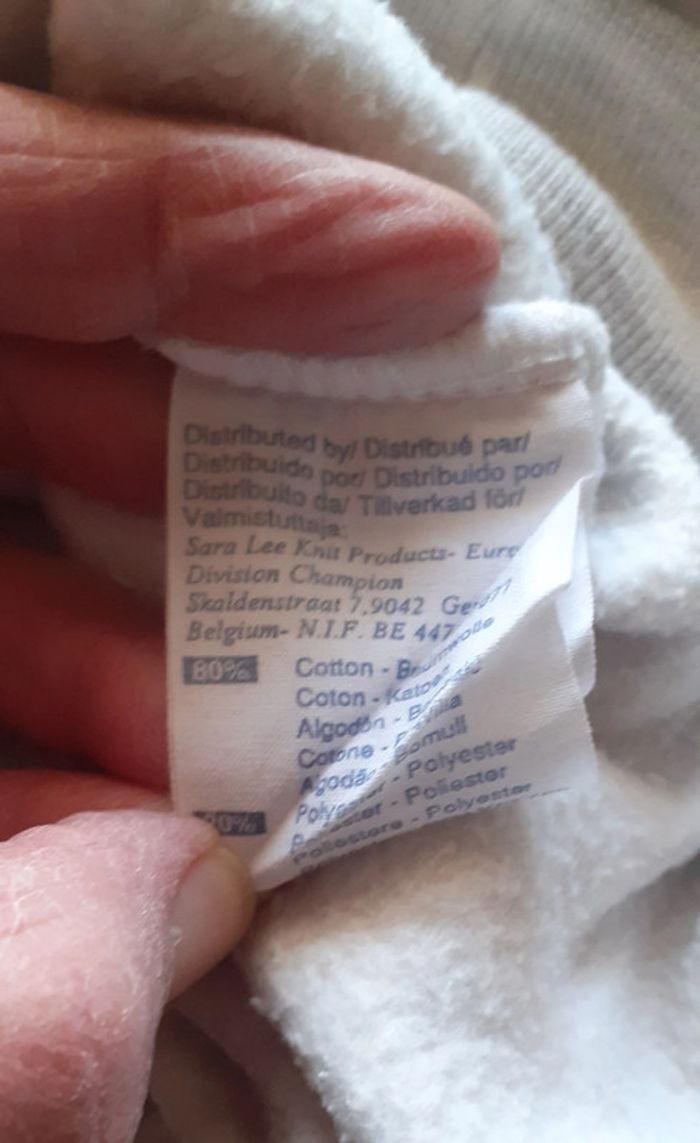 Distributed by/ Distribué par/
Distribuido por/ Distribuido por/
Distribuito da/ Tillverkad för/
Valmistuttaja:
Sara Lee Knit Products- Euro
Division Champion
Skaldenstraat 7,9042
Belgium- N.I.F. BE 447
80% Cotton -
Coton -
Algodón -
Cotone -
- Polyester
- Poliester
Poliestere - Polyester